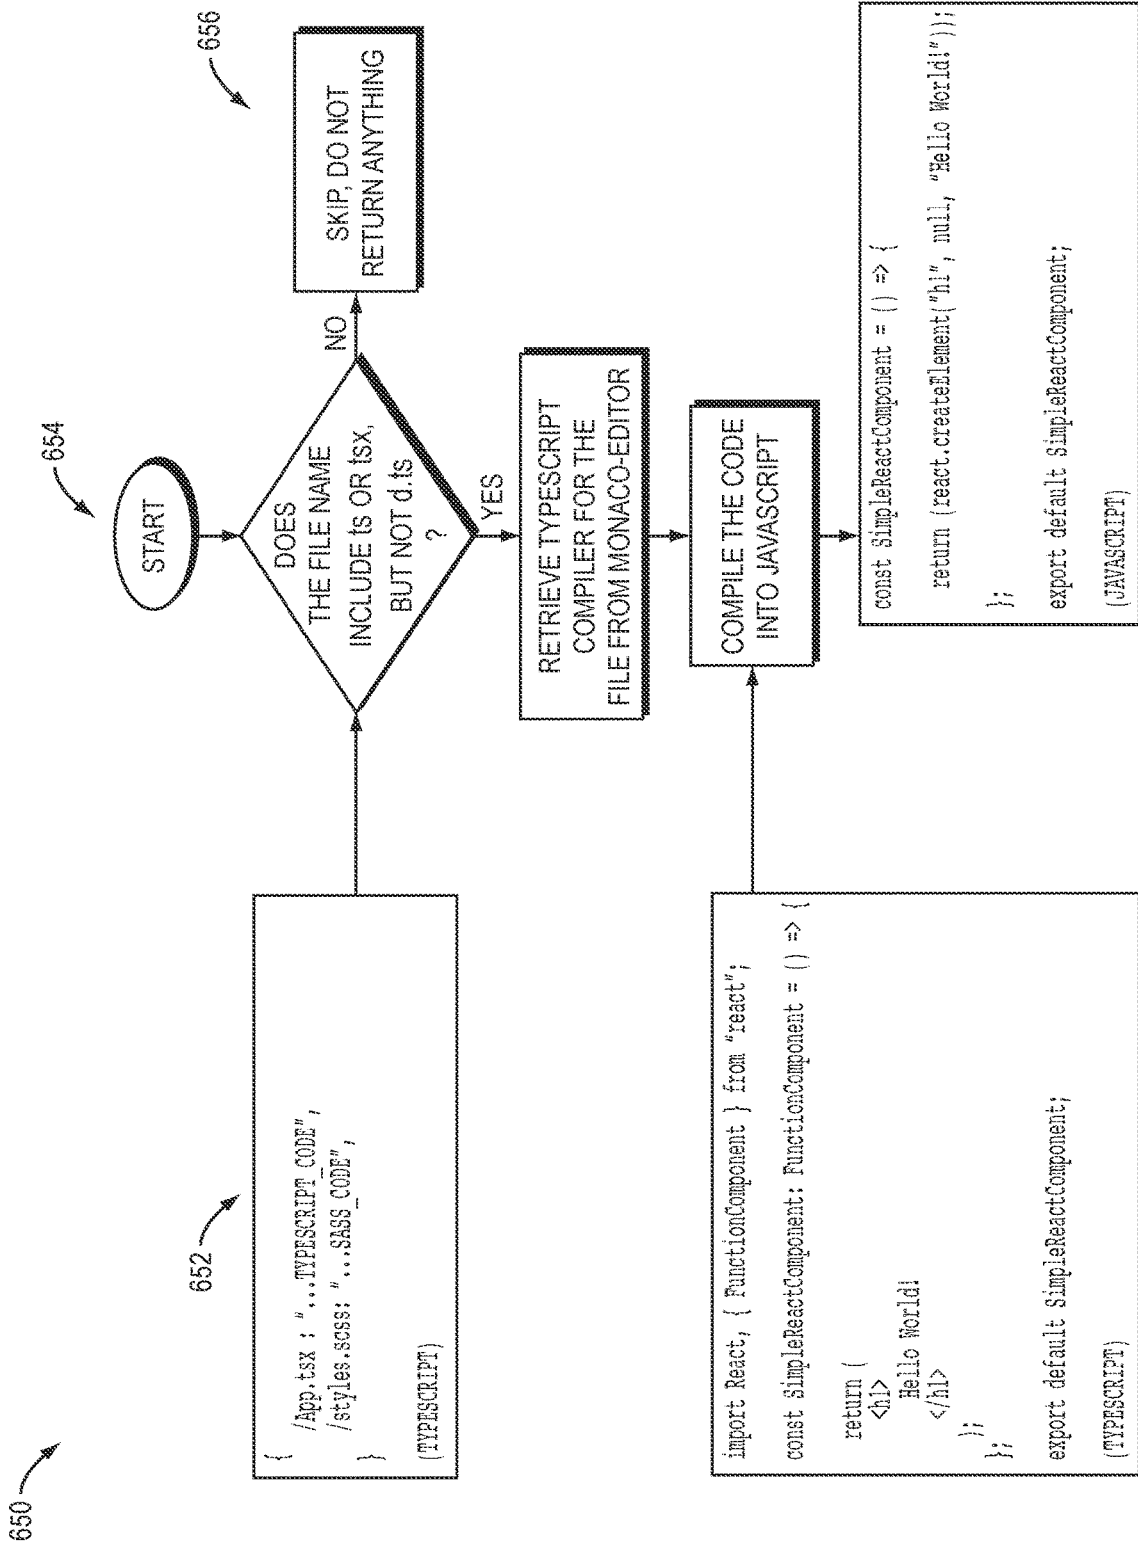 650
652
{
/App.tsx : "...TYPESCRIPT_CODE",
/styles.scss: "...SASS_CODE",
}
(TYPESCRIPT)
654
START
DOES
THE FILE NAME
INCLUDE ts OR tsx,
BUT NOT d.ts
?
NO
656
SKIP, DO NOT
RETURN ANYTHING
YES
RETRIEVE TYPESCRIPT
COMPILER FOR THE
FILE FROM MONACO-EDITOR
COMPILE THE CODE
INTO JAVASCRIPT
import React, { FunctionComponent } from "react";
const SimpleReactComponent: FunctionComponent = () => {
return (
<h1>
Hello World!
</h1>
);
};
export default SimpleReactComponent;
(TYPESCRIPT)
const SimpleReactComponent = () => {
return (react.createElement("h1", null, "Hello World!"));
};
export default SimpleReactComponent;
(JAVASCRIPT)